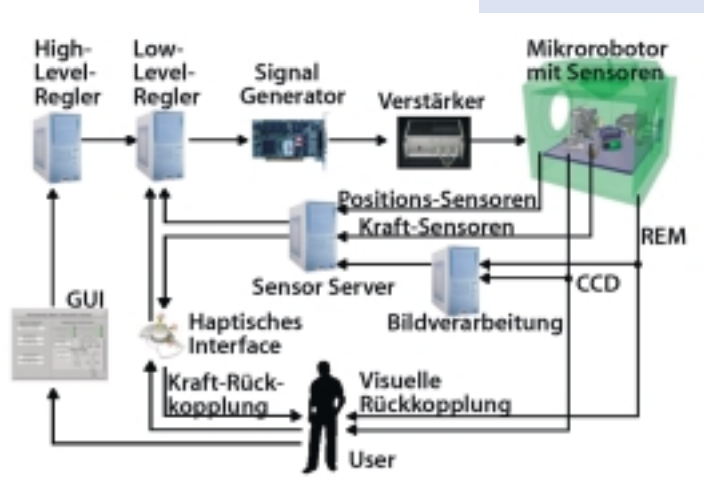 High-
Level-
Regler
Low-
Level-
Regler
Signal
Generator
Verstärker
Mikrorobotor
mit Sensoren
Positions-Sensoren
Kraft-Sensoren
REM
Sensor Server
CCD
Bildverarbeitung
GUI
Haptisches
Interface
Kraft-Rück-
kopplung
Visuelle
Rückkopplung
User